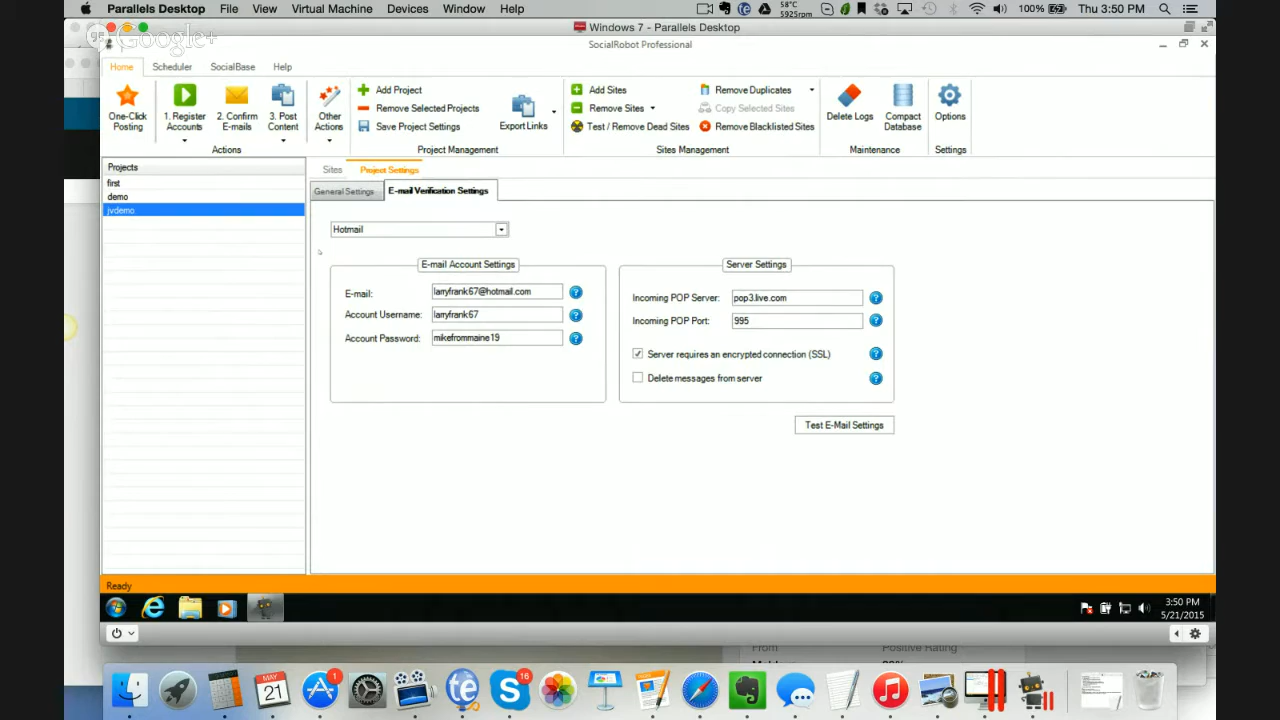 Parallels Desktop File View Virtual Machine Devices Window Help 58°C 5925rpm 100% Thu 3:50 PM
Windows 7 - Parallels Desktop
Google+
SocialRobot Professional
Home Scheduler SocialBase Help
One-Click Posting
1. Register Accounts
2. Confirm E-mails
3. Post Content
Other Actions
Actions
Add Project
Remove Selected Projects
Save Project Settings
Export Links
Project Management
Add Sites
Remove Sites
Test / Remove Dead Sites
Remove Duplicates
Copy Selected Sites
Remove Blacklisted Sites
Sites Management
Delete Logs
Compact Database
Maintenance
Options
Settings
Projects
first
demo
jvdemo
Sites Project Settings
General Settings E-mail Verification Settings
Hotmail
E-mail Account Settings
E-mail: larryfrank67@hotmail.com
Account Username: larryfrank67
Account Password: mikefrommaine19
Server Settings
Incoming POP Server: pop3.live.com
Incoming POP Port: 995
Server requires an encrypted connection (SSL)
Delete messages from server
Test E-Mail Settings
Ready
3:50 PM
5/21/2015
From Positive Rating
MAY
21
1
16